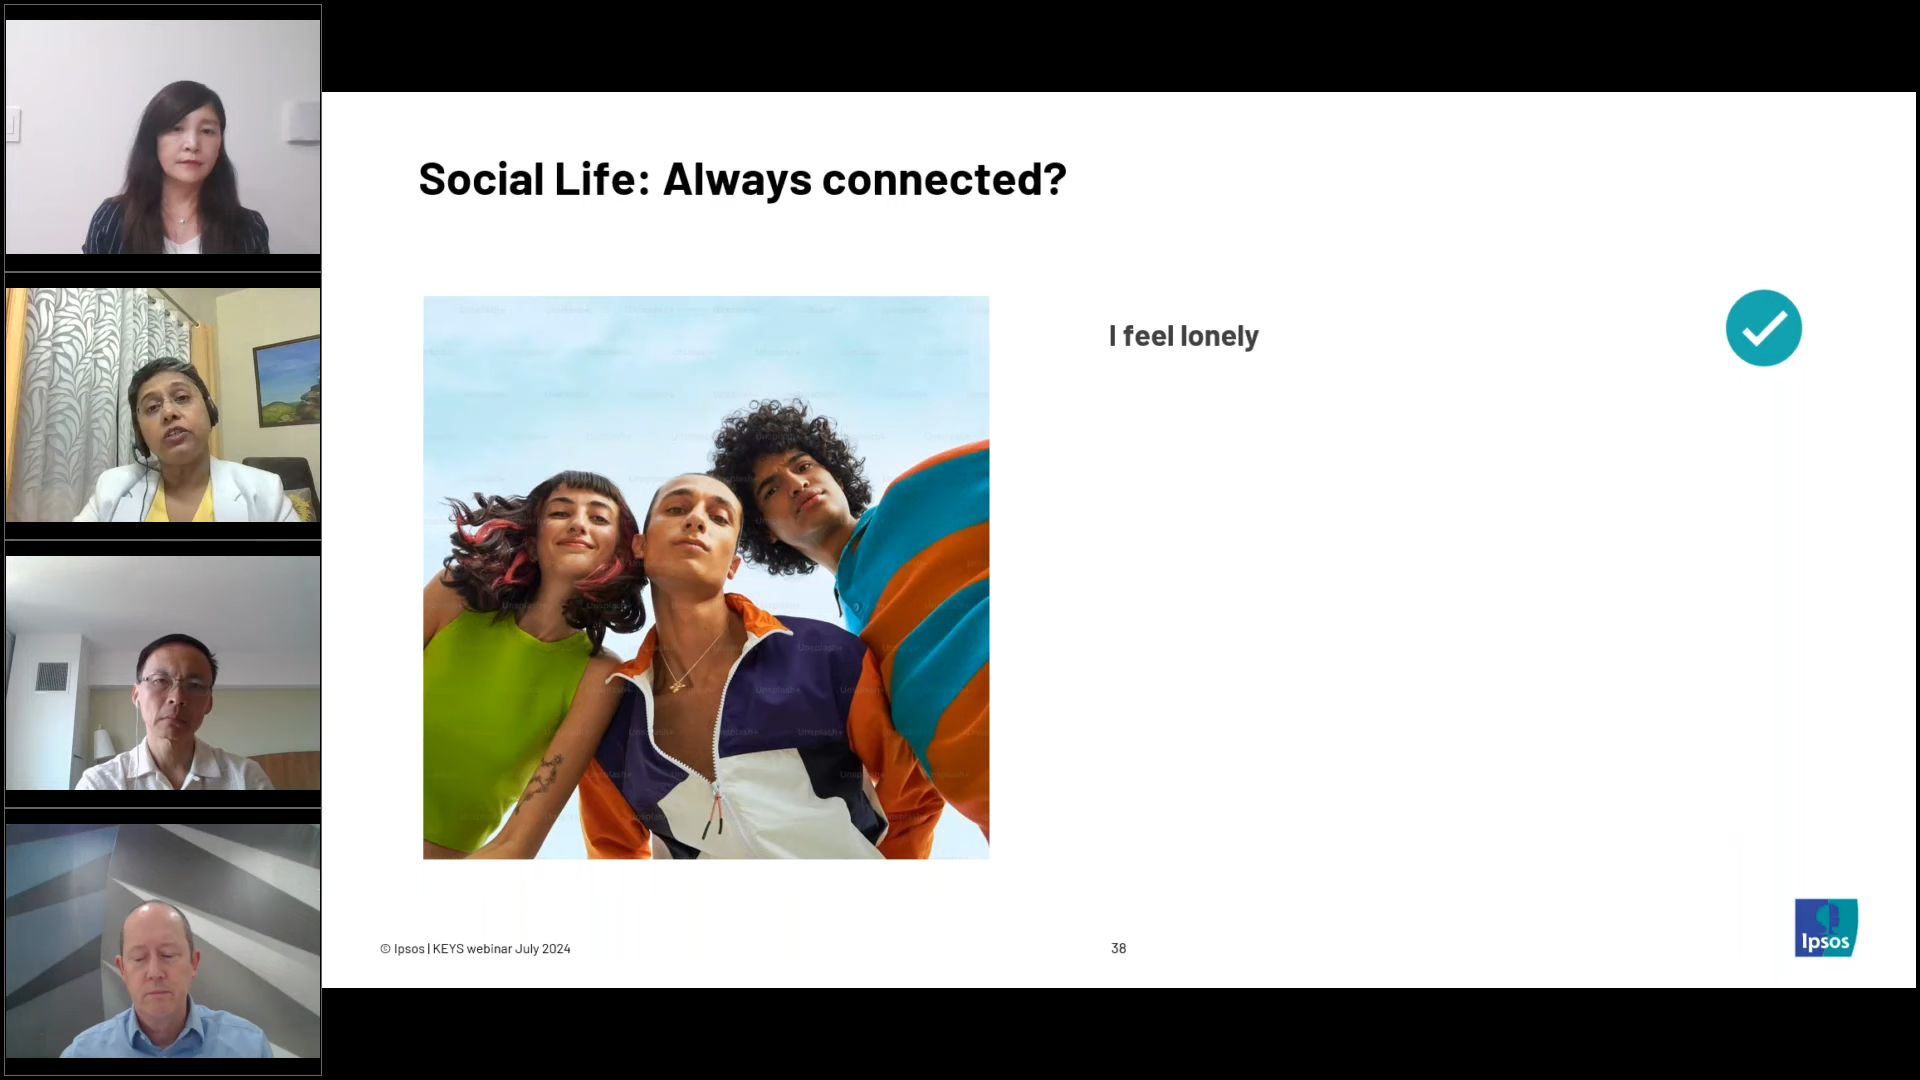 Social Life: Always connected?
I feel lonely
© Ipsos | KEYS webinar July 2024
38
Ipsos